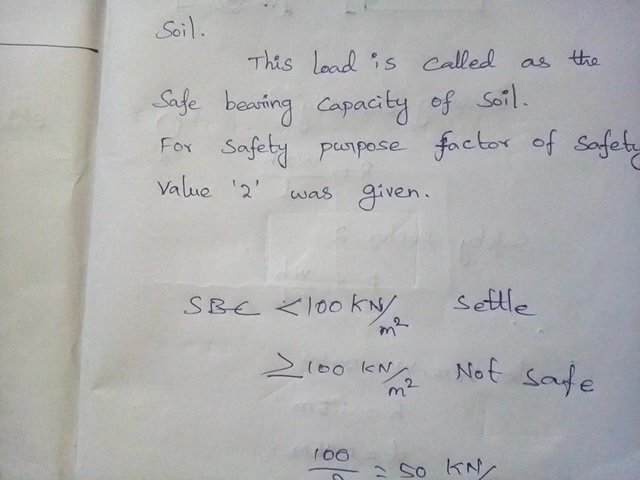 Soil.
This load is called as the
Safe bearing capacity of soil.
For safety purpose factor of safety
value '2' was given.
SBC < 100 KN/m² Settle
≥ 100 KN/m² Not safe
100/2 = 50 KN/